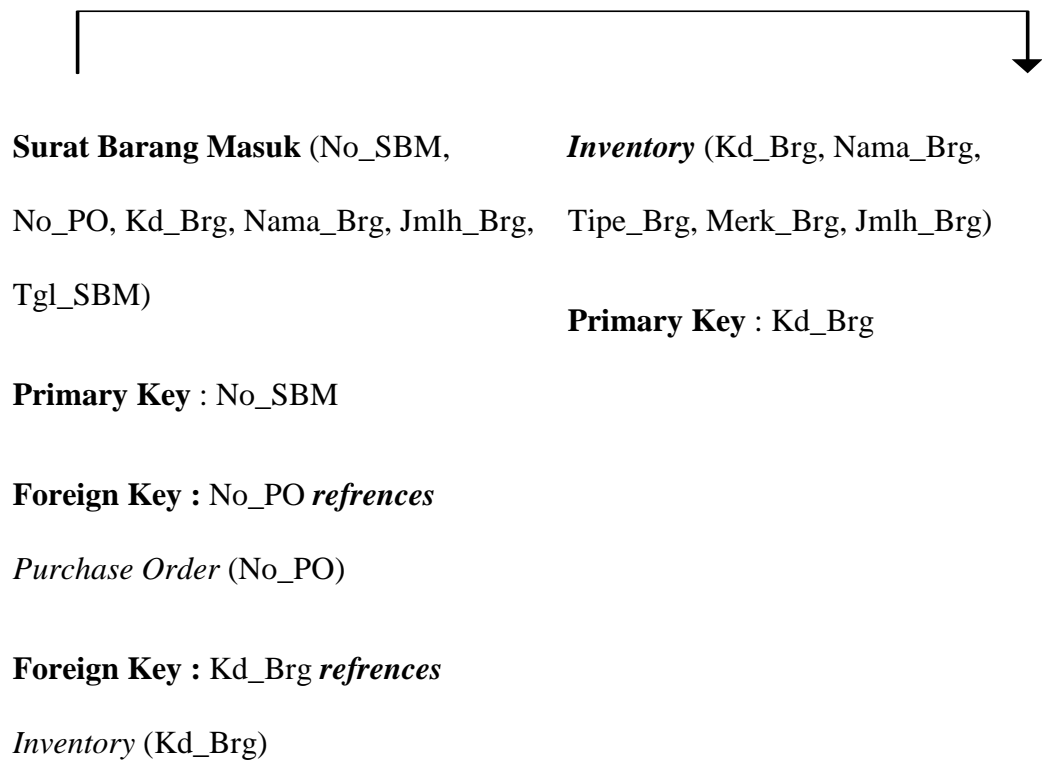 Surat Barang Masuk (No_SBM,
No_PO, Kd_Brg, Nama_Brg, Jmlh_Brg,
Tgl_SBM)
Primary Key : No_SBM
Foreign Key : No_PO refrences
Purchase Order (No_PO)
Foreign Key : Kd_Brg refrences
Inventory (Kd_Brg)
Inventory (Kd_Brg, Nama_Brg,
Tipe_Brg, Merk_Brg, Jmlh_Brg)
Primary Key : Kd_Brg